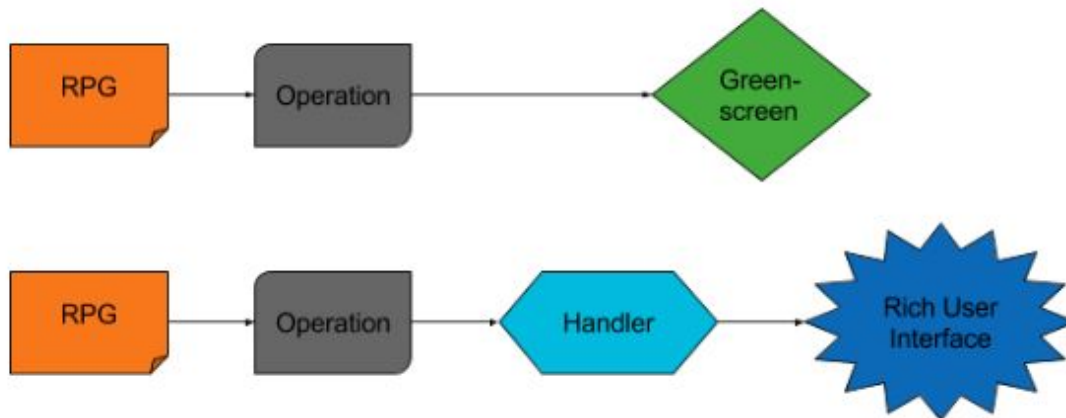 RPG
Operation
Green-
screen
RPG
Operation
Handler
Rich User
Interface